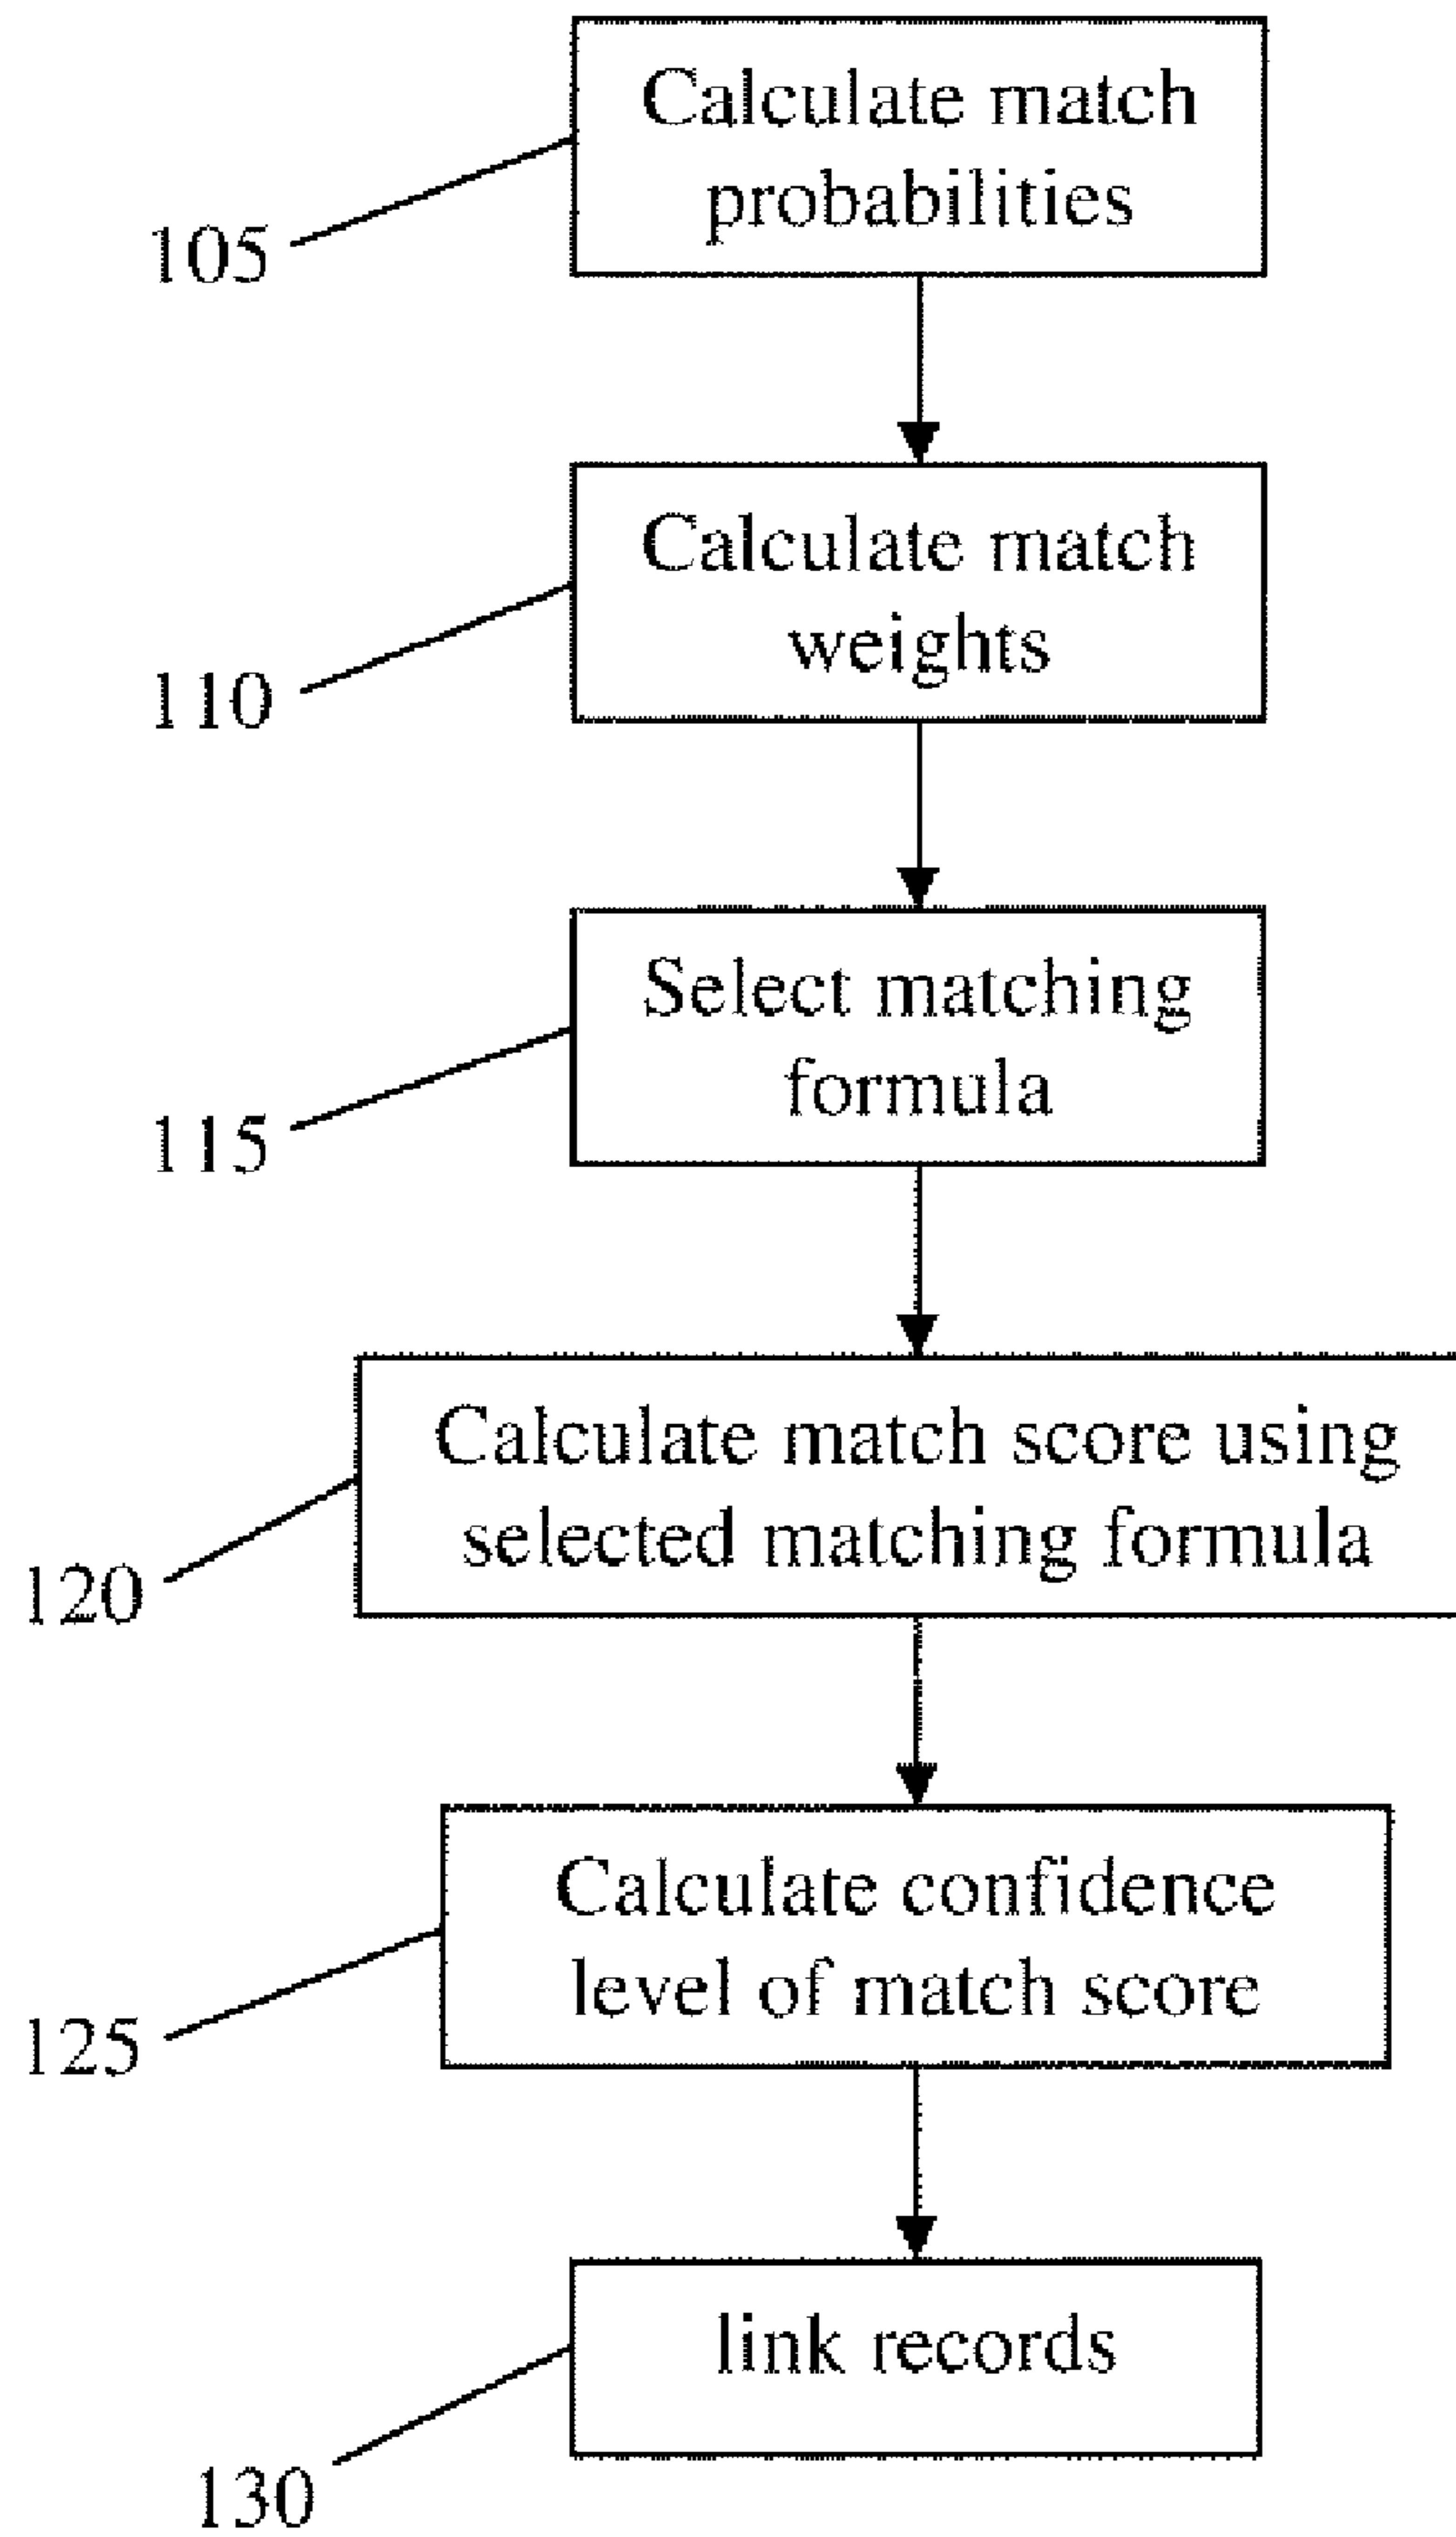 Calculate match
probabilities
105
Calculate match
weights
110
Select matching
formula
115
Calculate match score using
selected matching formula
120
Calculate confidence
level of match score
125
link records
130